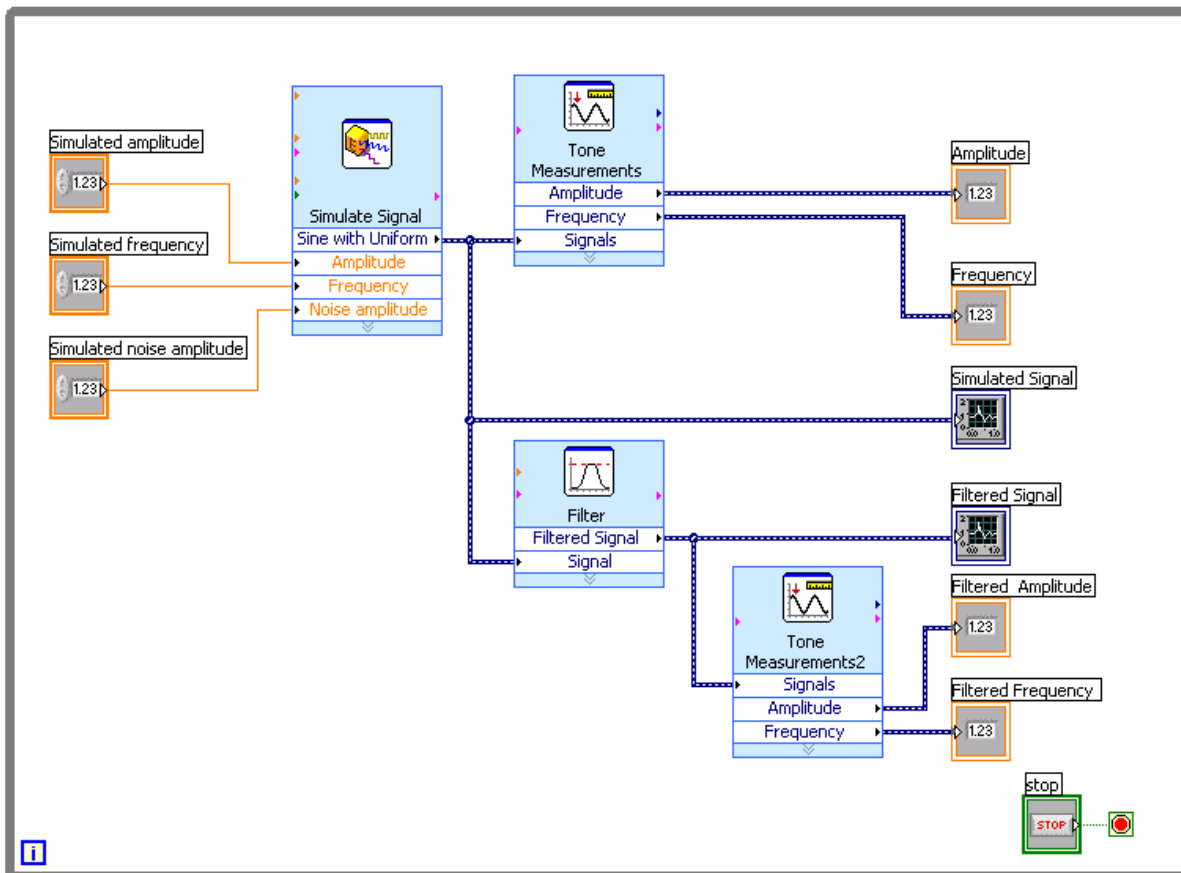 Simulated amplitude
1.23
Simulated frequency
1.23
Simulated noise amplitude
1.23
Simulate Signal
Sine with Uniform
Amplitude
Frequency
Noise amplitude
Tone
Measurements
Amplitude
Frequency
Signals
Filter
Filtered Signal
Signal
Tone
Measurements2
Signals
Amplitude
Frequency
Amplitude
1.23
Frequency
1.23
Simulated Signal
Filtered Signal
Filtered Amplitude
1.23
Filtered Frequency
1.23
stop
STOP
i